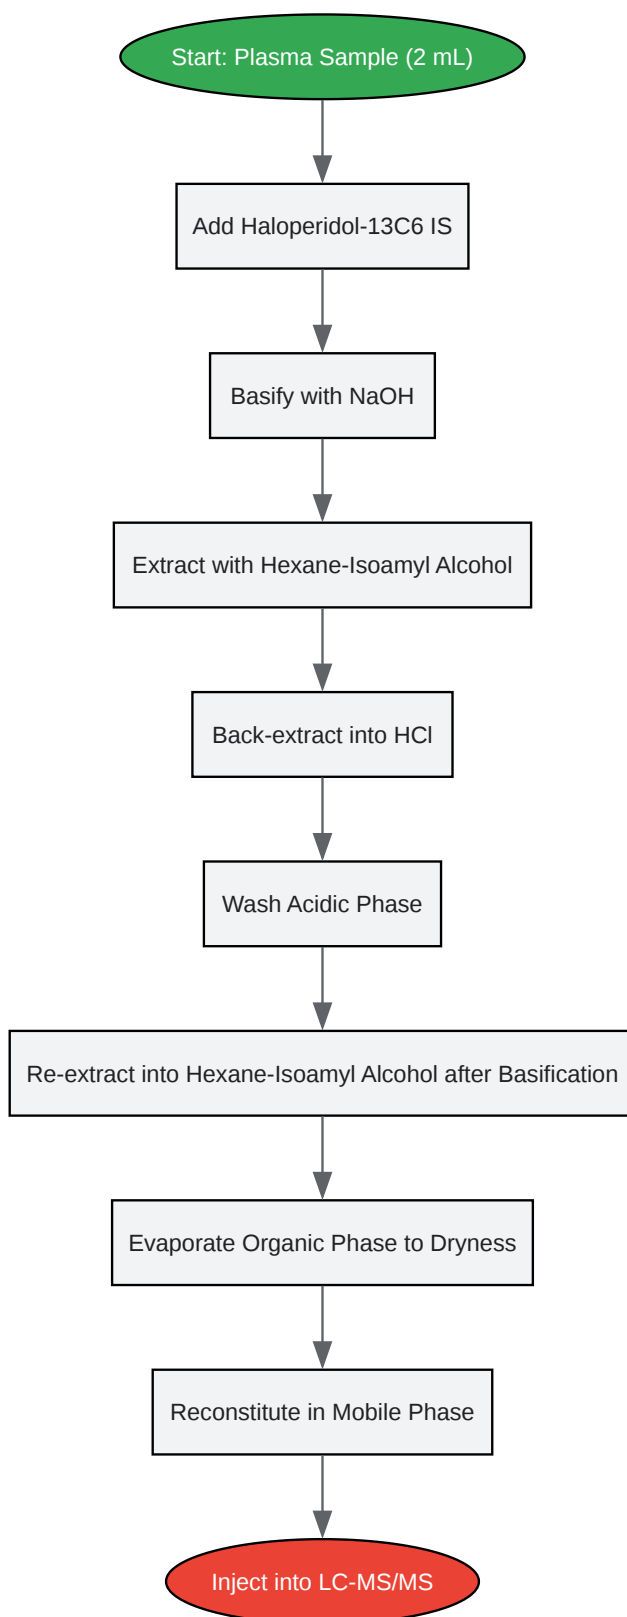 Start: Plasma Sample (2 mL)
Add Haloperidol-13C6 IS
Basify with NaOH
Extract with Hexane-Isoamyl Alcohol
Back-extract into HCl
Wash Acidic Phase
Re-extract into Hexane-Isoamyl Alcohol after Basification
Evaporate Organic Phase to Dryness
Reconstitute in Mobile Phase
Inject into LC-MS/MS